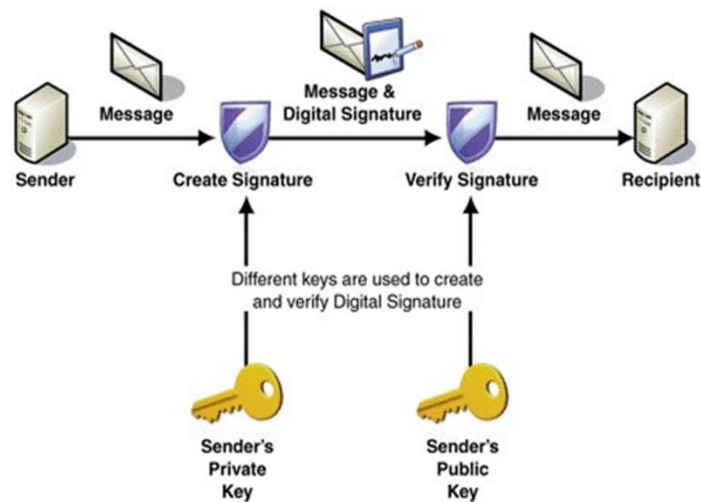 Message
Message &
Digital Signature
Message
Sender
Create Signature
Verify Signature
Recipient
Different keys are used to create
and verify Digital Signature
Sender's
Private
Key
Sender's
Public
Key